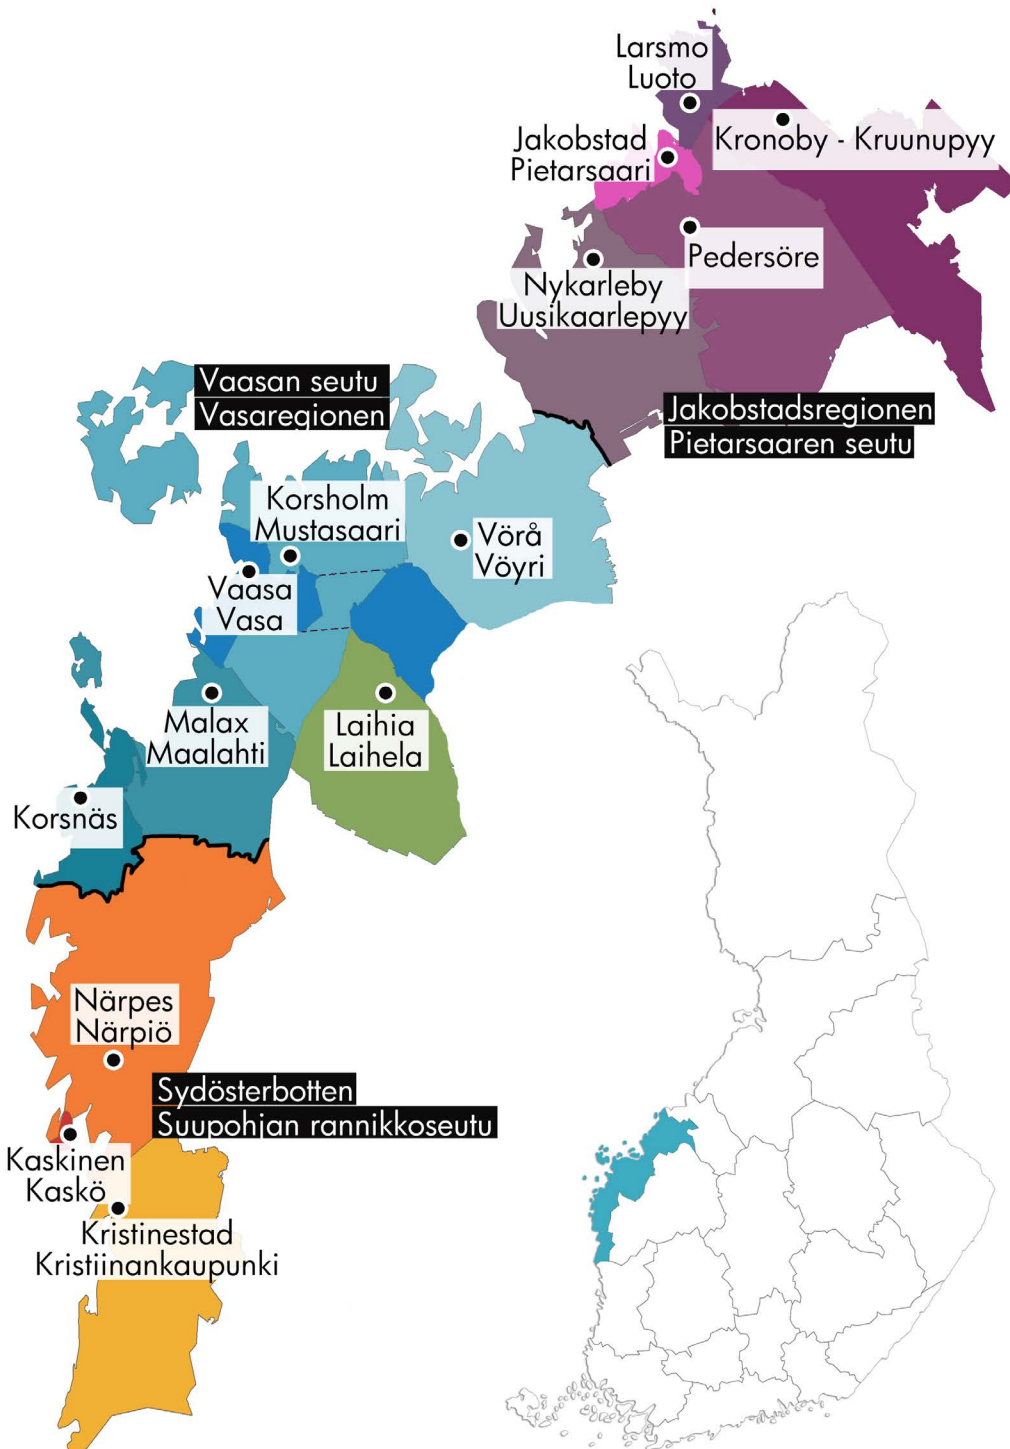 Larsmo
Luoto
Jakobstad
Pietarsaari
Kronoby - Kruunupyy
Pedersöre
Nykarleby
Uusikaarlepyy
Vaasan seutu
Vasaregionen
Jakobstadsregionen
Pietarsaaren seutu
Korsholm
Mustasaari
Vörå
Vöyri
Vaasa
Vasa
Malax
Maalahti
Laihia
Laihela
Korsnäs
Närpes
Närpiö
Sydösterbotten
Suupohjan rannikkoseutu
Kaskinen
Kaskö
Kristinestad
Kristiinankaupunki